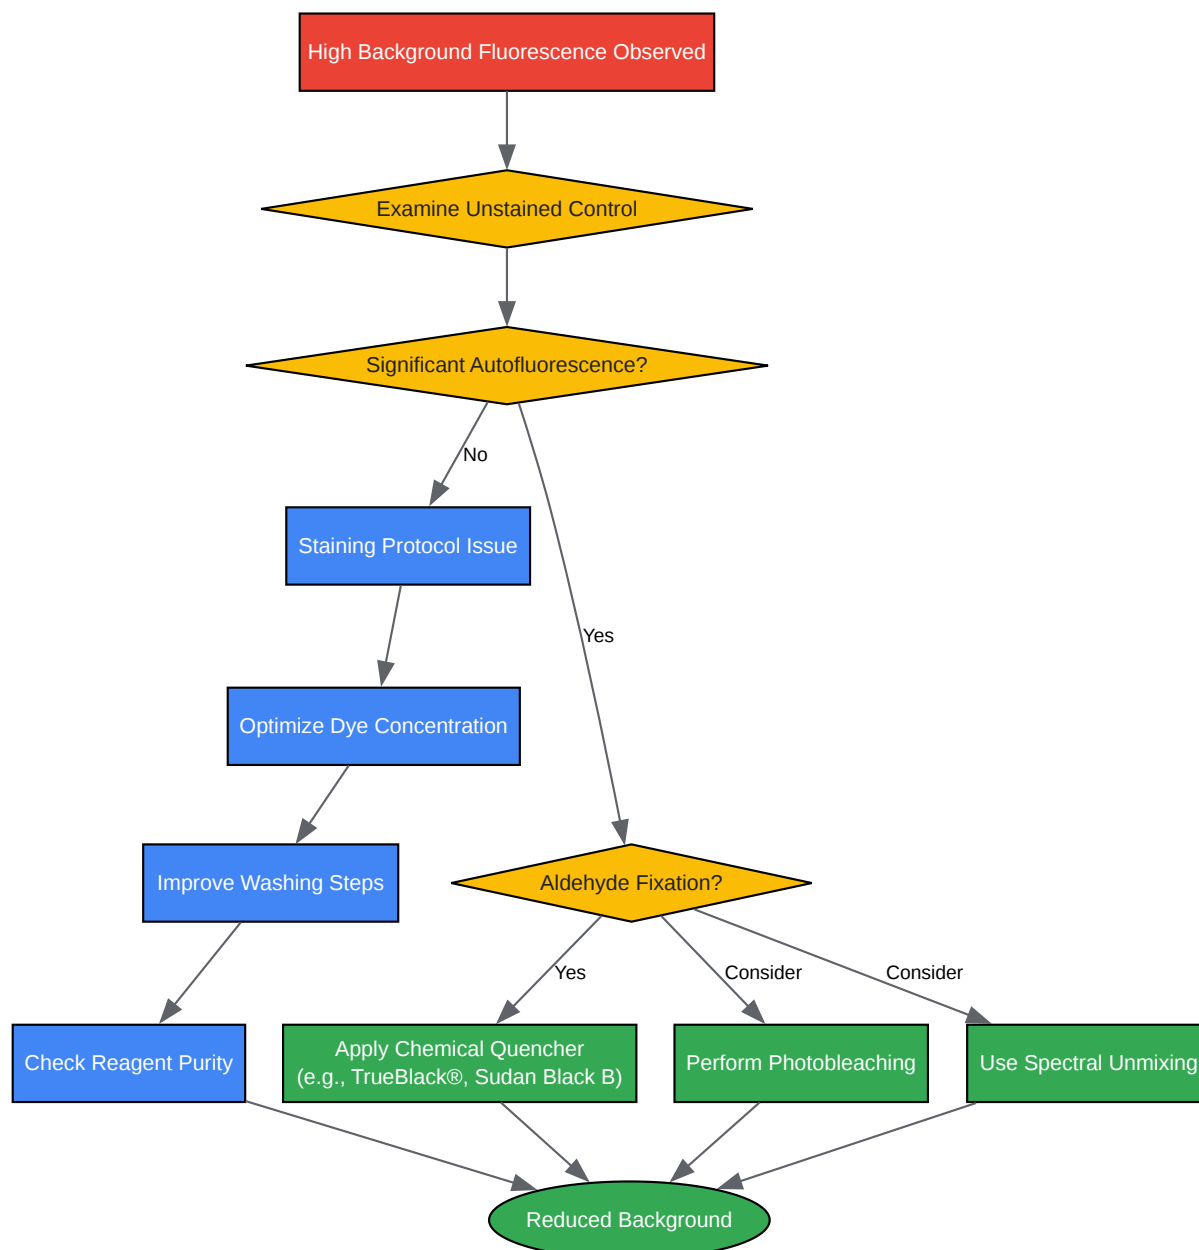 High Background Fluorescence Observed
Examine Unstained Control
Significant Autofluorescence?
No
Staining Protocol Issue
Yes
Optimize Dye Concentration
Improve Washing Steps
Aldehyde Fixation?
Yes
Consider
Consider
Check Reagent Purity
Apply Chemical Quencher
(e.g., TrueBlack®, Sudan Black B)
Perform Photobleaching
Use Spectral Unmixing
Reduced Background